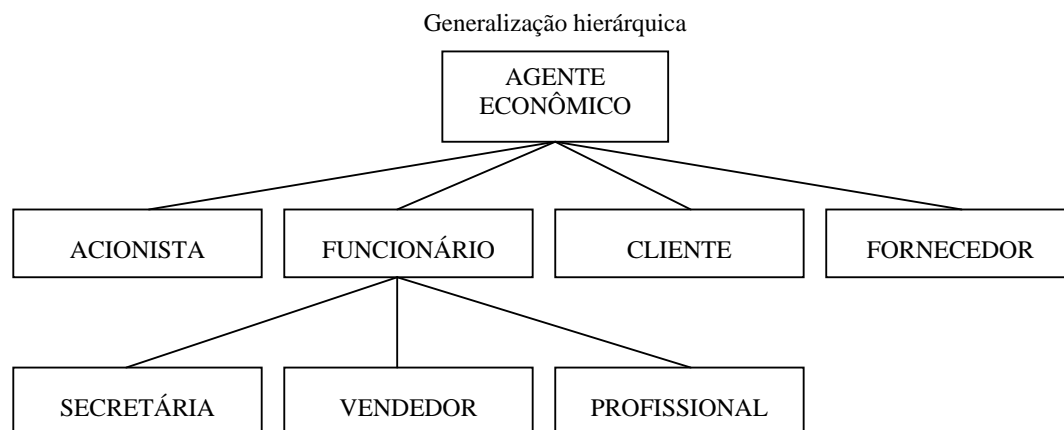 Generalização hierárquica
AGENTE
ECONÔMICO
ACIONISTA
FUNCIONÁRIO
CLIENTE
FORNECEDOR
SECRETÁRIA
VENDEDOR
PROFISSIONAL